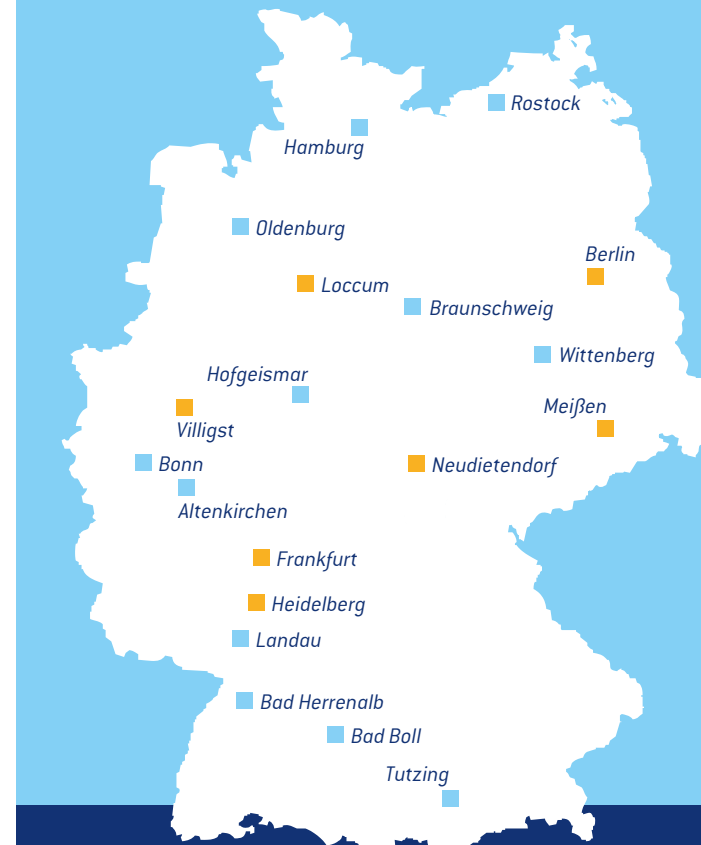 Rostock
Hamburg
Oldenburg
Berlin
Loccum
Braunschweig
Wittenberg
Hofgeismar
Meißen
Villigst
Bonn
Neudietendorf
Altenkirchen
Frankfurt
Heidelberg
Landau
Bad Herrenalb
Bad Boll
Tutzing